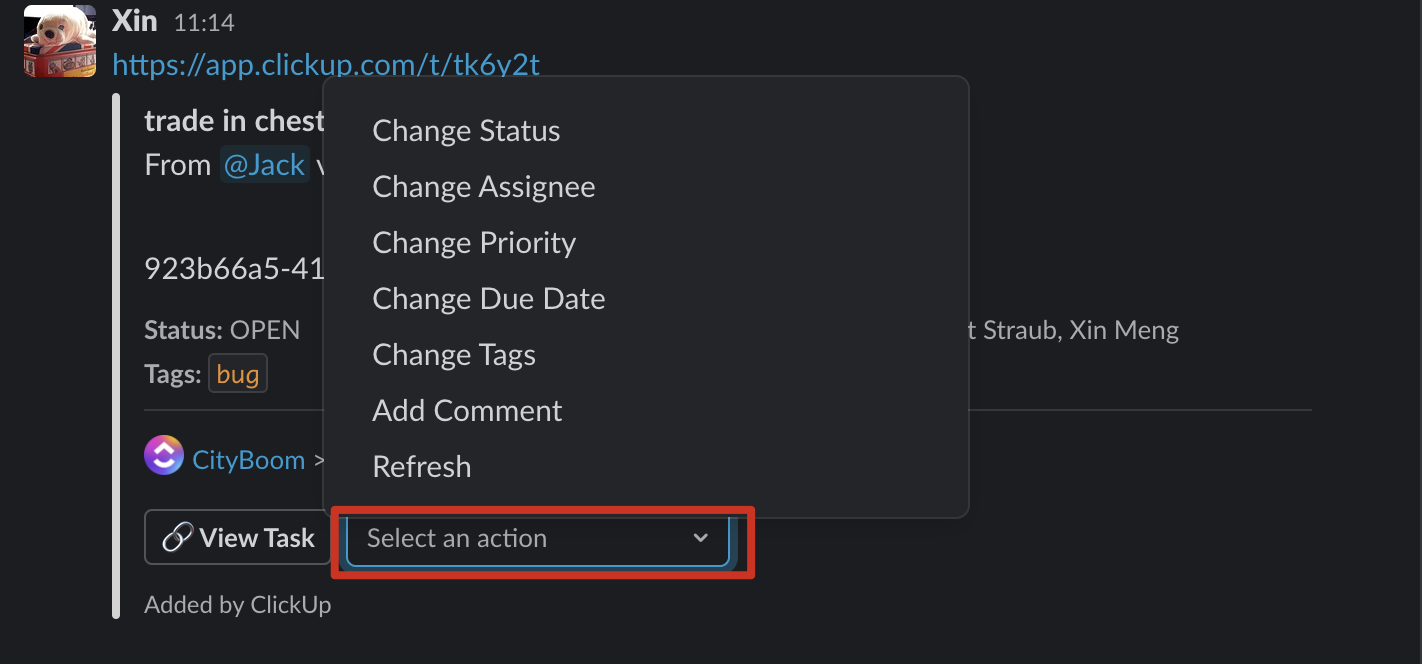 Xin 11:14
https://app.clickup.com/t/tk6y2t
trade in chest
From @Jack
923b66a5-41
Status: OPEN
t Straub, Xin Meng
Tags: bug
CityBoom >
Change Status
Change Assignee
Change Priority
Change Due Date
Change Tags
Add Comment
Refresh
View Task
Select an action
Added by ClickUp